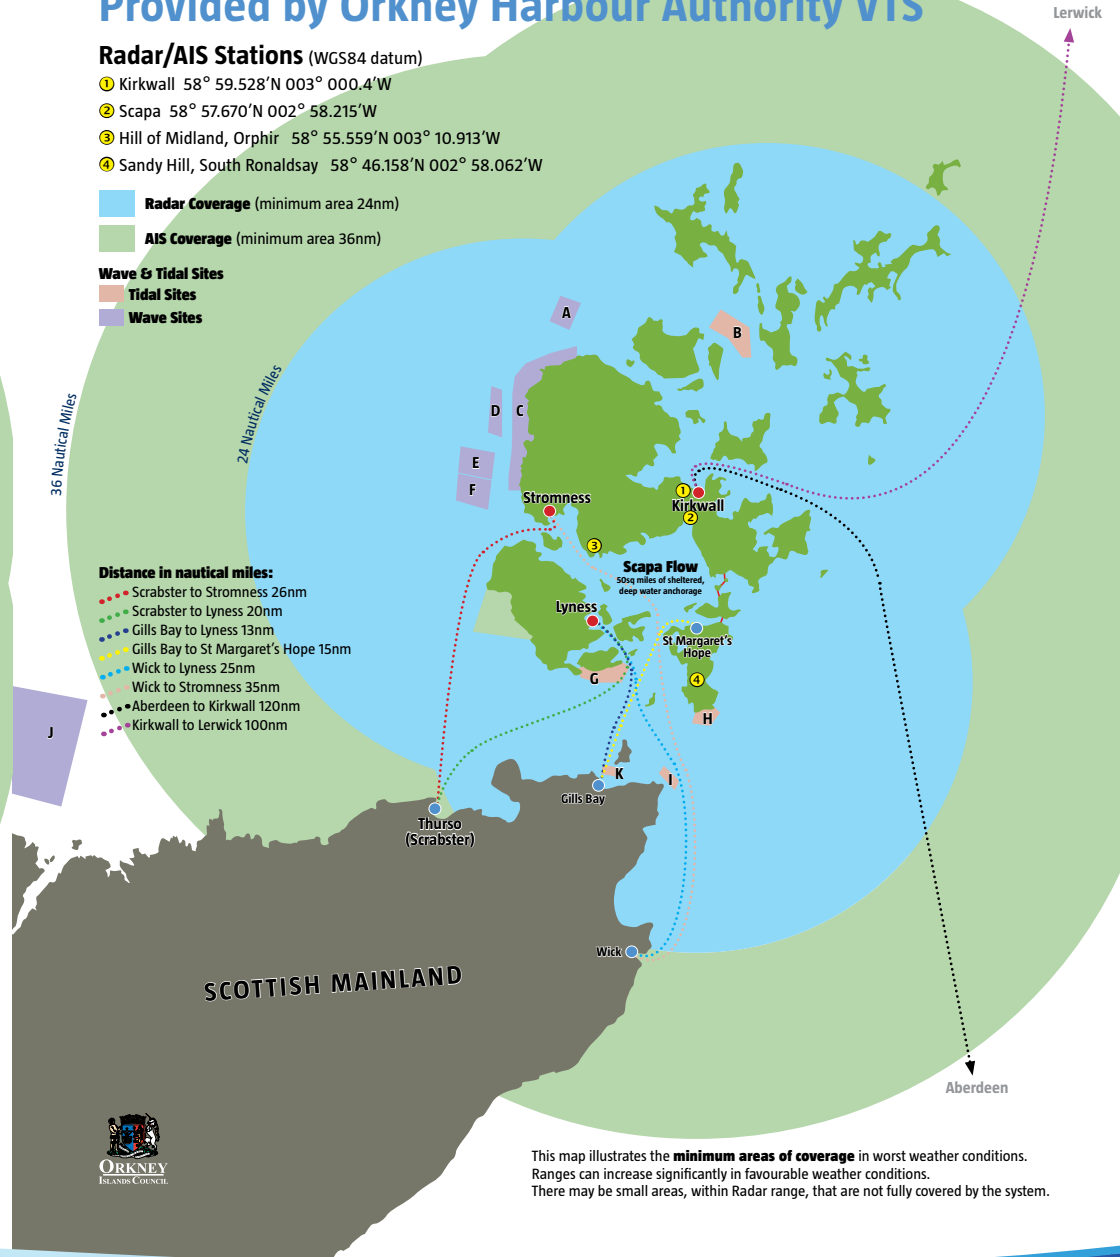 Provided by Orkney Harbour Authority VTS
Lerwick
Radar/AIS Stations (WGS84 datum)
1 Kirkwall 58° 59.528’N 003° 000.4’W
2 Scapa 58° 57.670’N 002° 58.215’W
3 Hill of Midland, Orphir 58° 55.559’N 003° 10.913’W
4 Sandy Hill, South Ronaldsay 58° 46.158’N 002° 58.062’W
Radar Coverage (minimum area 24nm)
AIS Coverage (minimum area 36nm)
Wave & Tidal Sites
Tidal Sites
Wave Sites
36 Nautical Miles
24 Nautical Miles
A
B
C
D
E
F
Stromness
1
Kirkwall
2
3
Scapa Flow
50sq miles of sheltered,
deep water anchorage
Lyness
St Margaret’s
Hope
4
G
H
Distance in nautical miles:
Scrabster to Stromness 26nm
Scrabster to Lyness 20nm
Gills Bay to Lyness 13nm
Gills Bay to St Margaret’s Hope 15nm
Wick to Lyness 25nm
Wick to Stromness 35nm
Aberdeen to Kirkwall 120nm
Kirkwall to Lerwick 100nm
J
K
I
Gills Bay
Thurso
(Scrabster)
Wick
SCOTTISH MAINLAND
Aberdeen
ORKNEY
ISLANDS COUNCIL
This map illustrates the minimum areas of coverage in worst weather conditions.
Ranges can increase significantly in favourable weather conditions.
There may be small areas, within Radar range, that are not fully covered by the system.